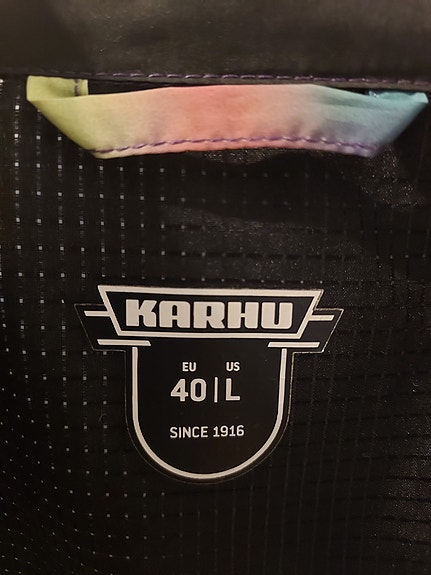 KARHU
EU US
40 | L
SINCE 1916